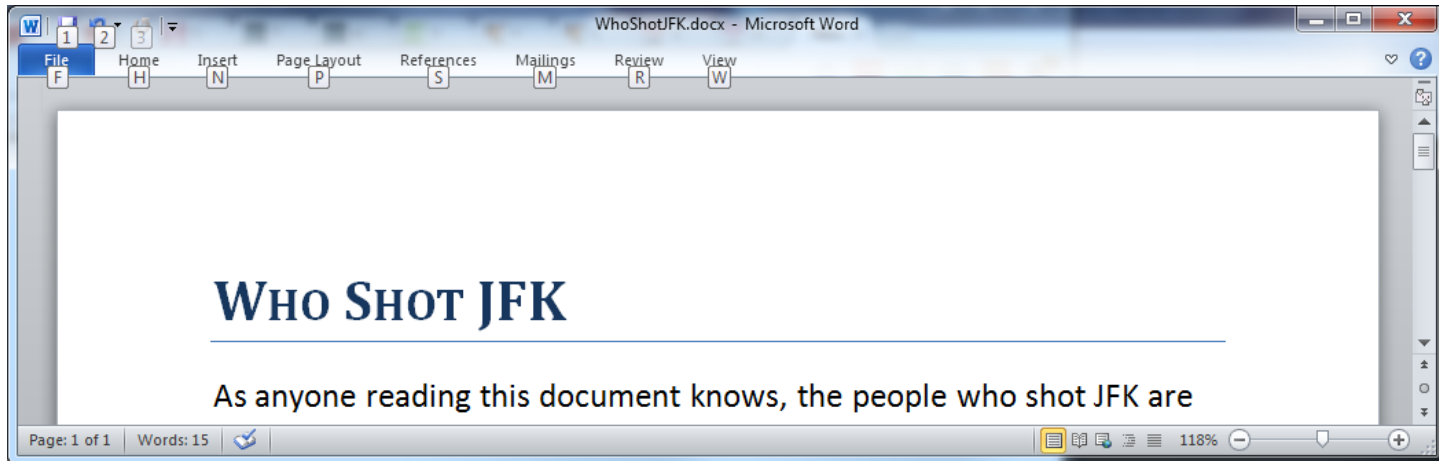 WhoShotJFK.docx - Microsoft Word
W 1 2 3
File Home Insert Page Layout References Mailings Review View
F H N P S M R W
WHO SHOT JFK
As anyone reading this document knows, the people who shot JFK are
Page: 1 of 1 Words: 15 118%